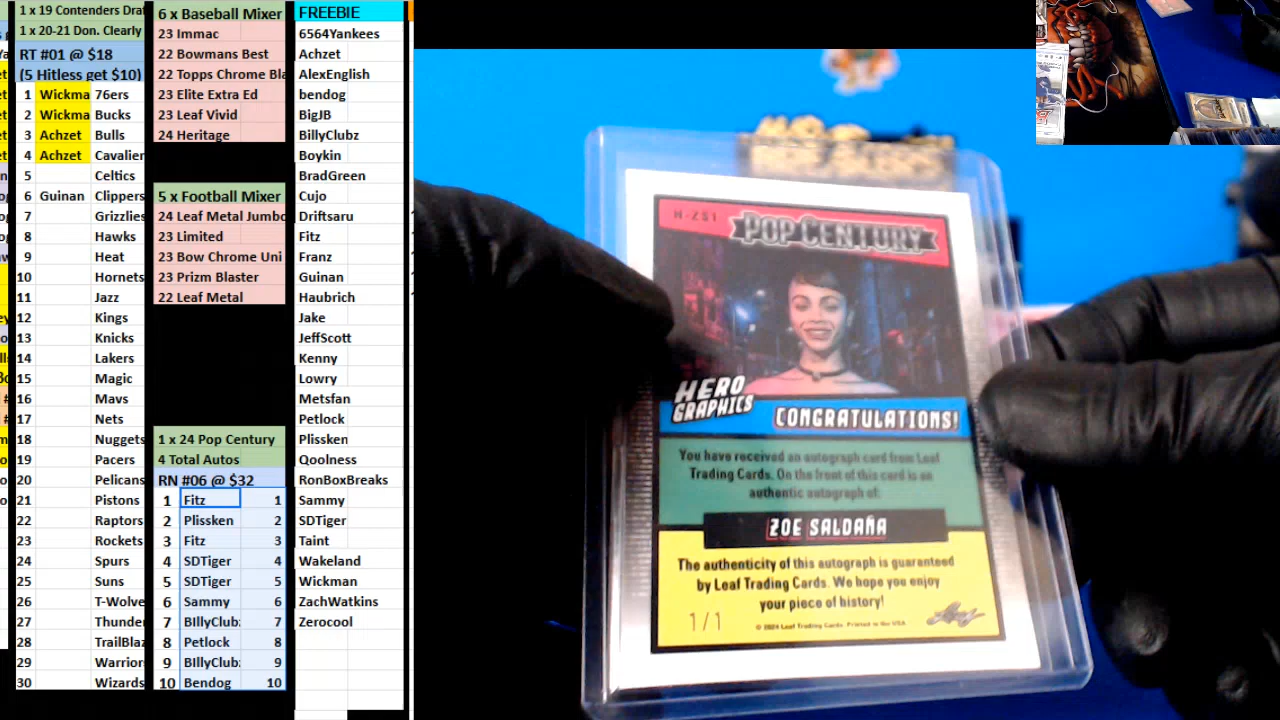 1 x 19 Contenders Draf
1 x 20-21 Don. Clearly
RT #01 @ $18
(5 Hitless get $10)
1 Wickma 76ers
2 Wickma Bucks
3 Achzet Bulls
4 Achzet Cavalier
5 Celtics
6 Guinan Clippers
7 Grizzlies
8 Hawks
9 Heat
10 Hornets
11 Jazz
12 Kings
13 Knicks
14 Lakers
15 Magic
16 Mavs
17 Nets
18 Nuggets
19 Pacers
20 Pelicans
21 Pistons
22 Raptors
23 Rockets
24 Spurs
25 Suns
26 T-Wolve
27 Thunder
28 TrailBlaz
29 Warrior
30 Wizards
6 x Baseball Mixer
23 Immac
22 Bowmans Best
22 Topps Chrome Bla
23 Elite Extra Ed
23 Leaf Vivid
24 Heritage
5 x Football Mixer
24 Leaf Metal Jumbo
23 Limited
23 Bow Chrome Uni
23 Prizm Blaster
22 Leaf Metal
1 x 24 Pop Century
4 Total Autos
RN #06 @ $32
1 Fitz 1
2 Plissken 2
3 Fitz 3
4 SDTiger 4
5 SDTiger 5
6 Sammy 6
7 BIllyClub 7
8 Petlock 8
9 BIllyClub 9
10 Bendog 10
FREEBIE
6564Yankees
Achzet
AlexEnglish
bendog
BigJB
BillyClubz
Boykin
BradGreen
Cujo
Driftsaru
Fitz
Franz
Guinan
Haubrich
Jake
JeffScott
Kenny
Lowry
Metsfan
Petlock
Plissken
Qoolness
RonBoxBreaks
Sammy
SDTiger
Taint
Wakeland
Wickman
ZachWatkins
Zerocool
H-ZS1
POP CENTURY
HERO
GRAPHICS
CONGRATULATIONS!
You have received an autograph card from Leaf
Trading Cards. On the front of this card is an
authentic autograph of:
ZOE SALDAÑA
The authenticity of this autograph is guaranteed
by Leaf Trading Cards. We hope you enjoy
your piece of history!
1/1
© 2024 Leaf Trading Cards. Printed in the USA.
Leaf